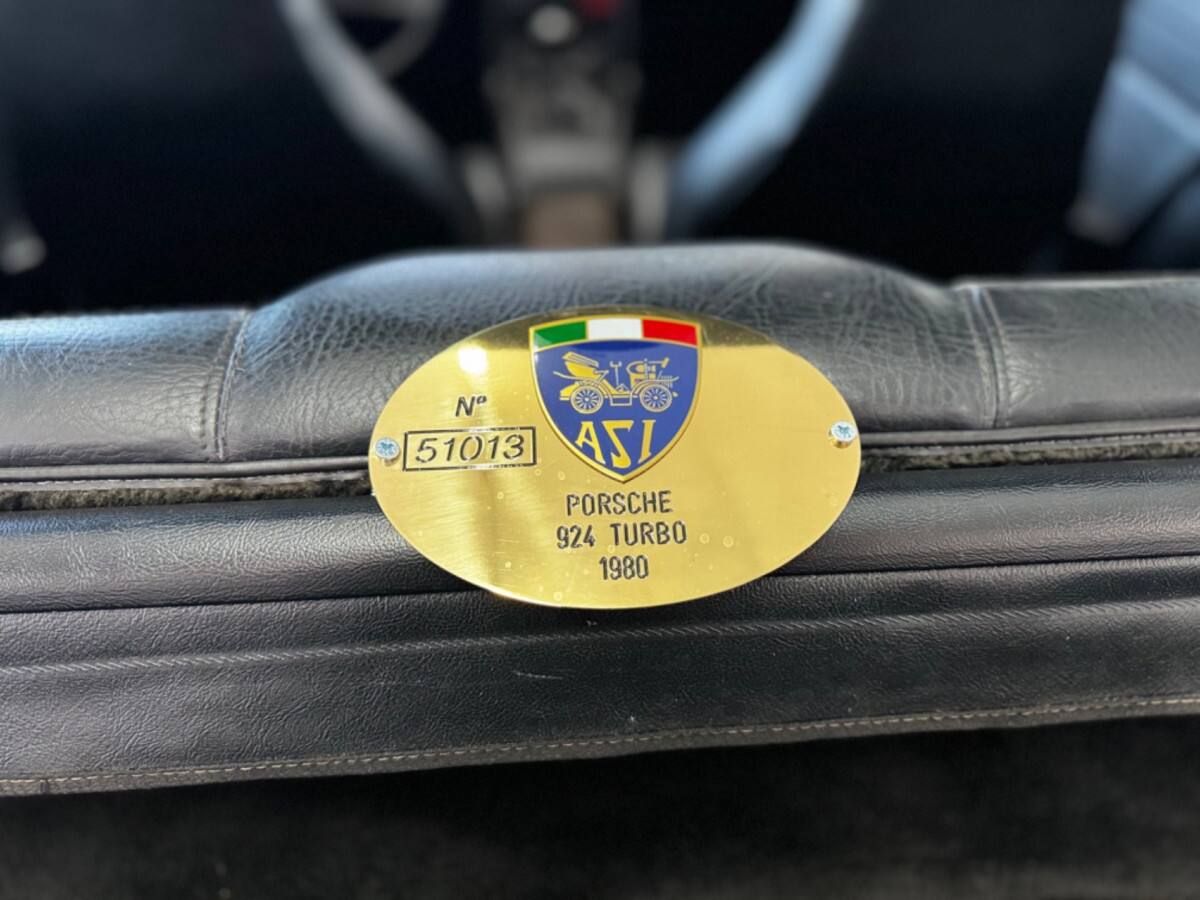 Nº
51013
ASI
PORSCHE
924 TURBO
1980